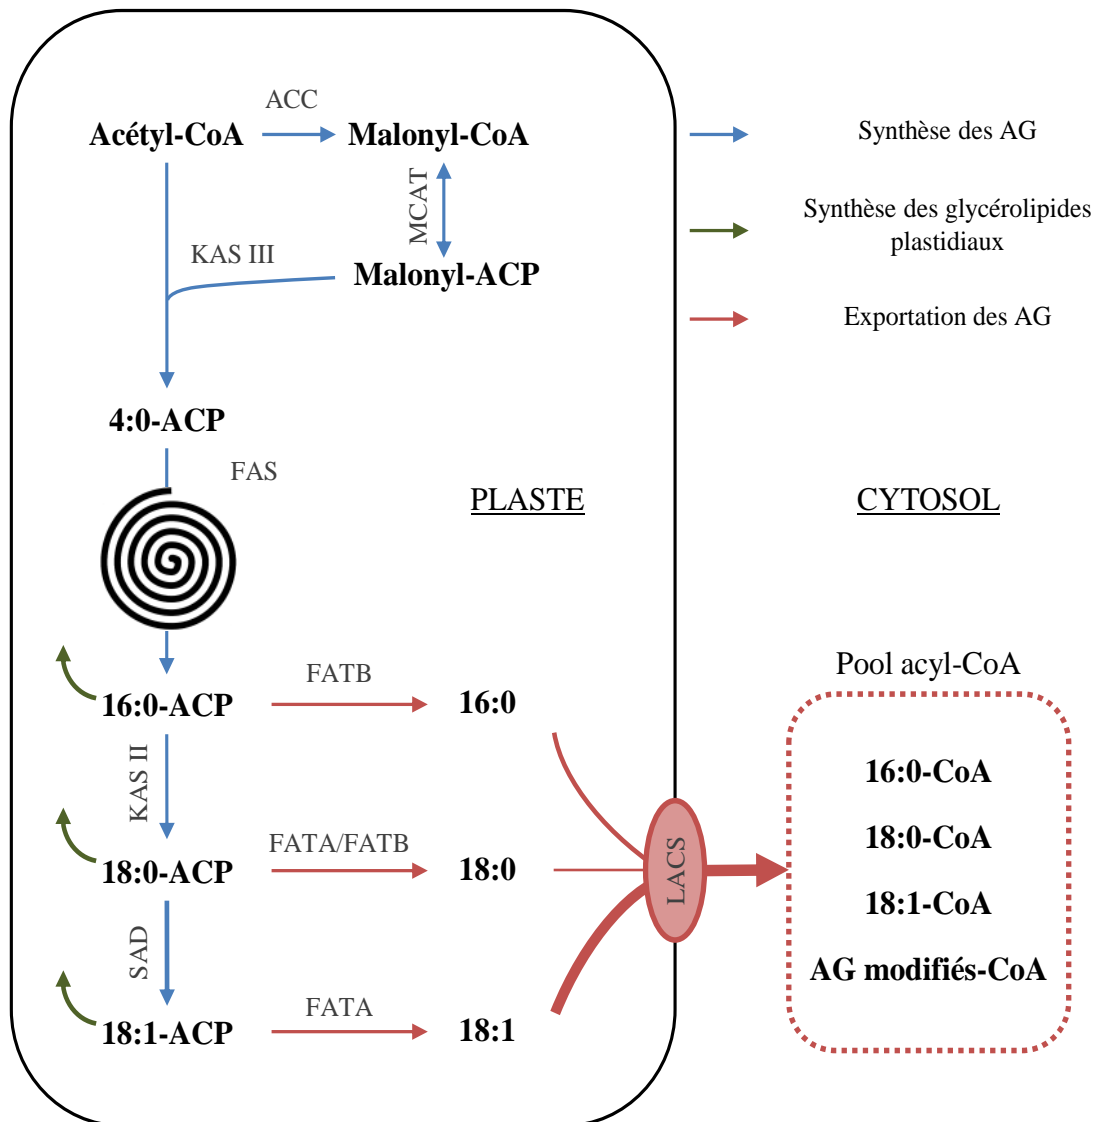 ACC
Acétyl-CoA
Malonyl-CoA
Synthèse des AG
MCAT
Synthèse des glycérolipides
plastidiaux
KAS III
Malonyl-ACP
Exportation des AG
4:0-ACP
FAS
PLASTE
CYTOSOL
Pool acyl-CoA
16:0-ACP
FATB
16:0
16:0-CoA
KAS II
18:0-CoA
18:0-ACP
FATA/FATB
18:0
LACS
18:1-CoA
SAD
AG modifiés-CoA
18:1-ACP
FATA
18:1